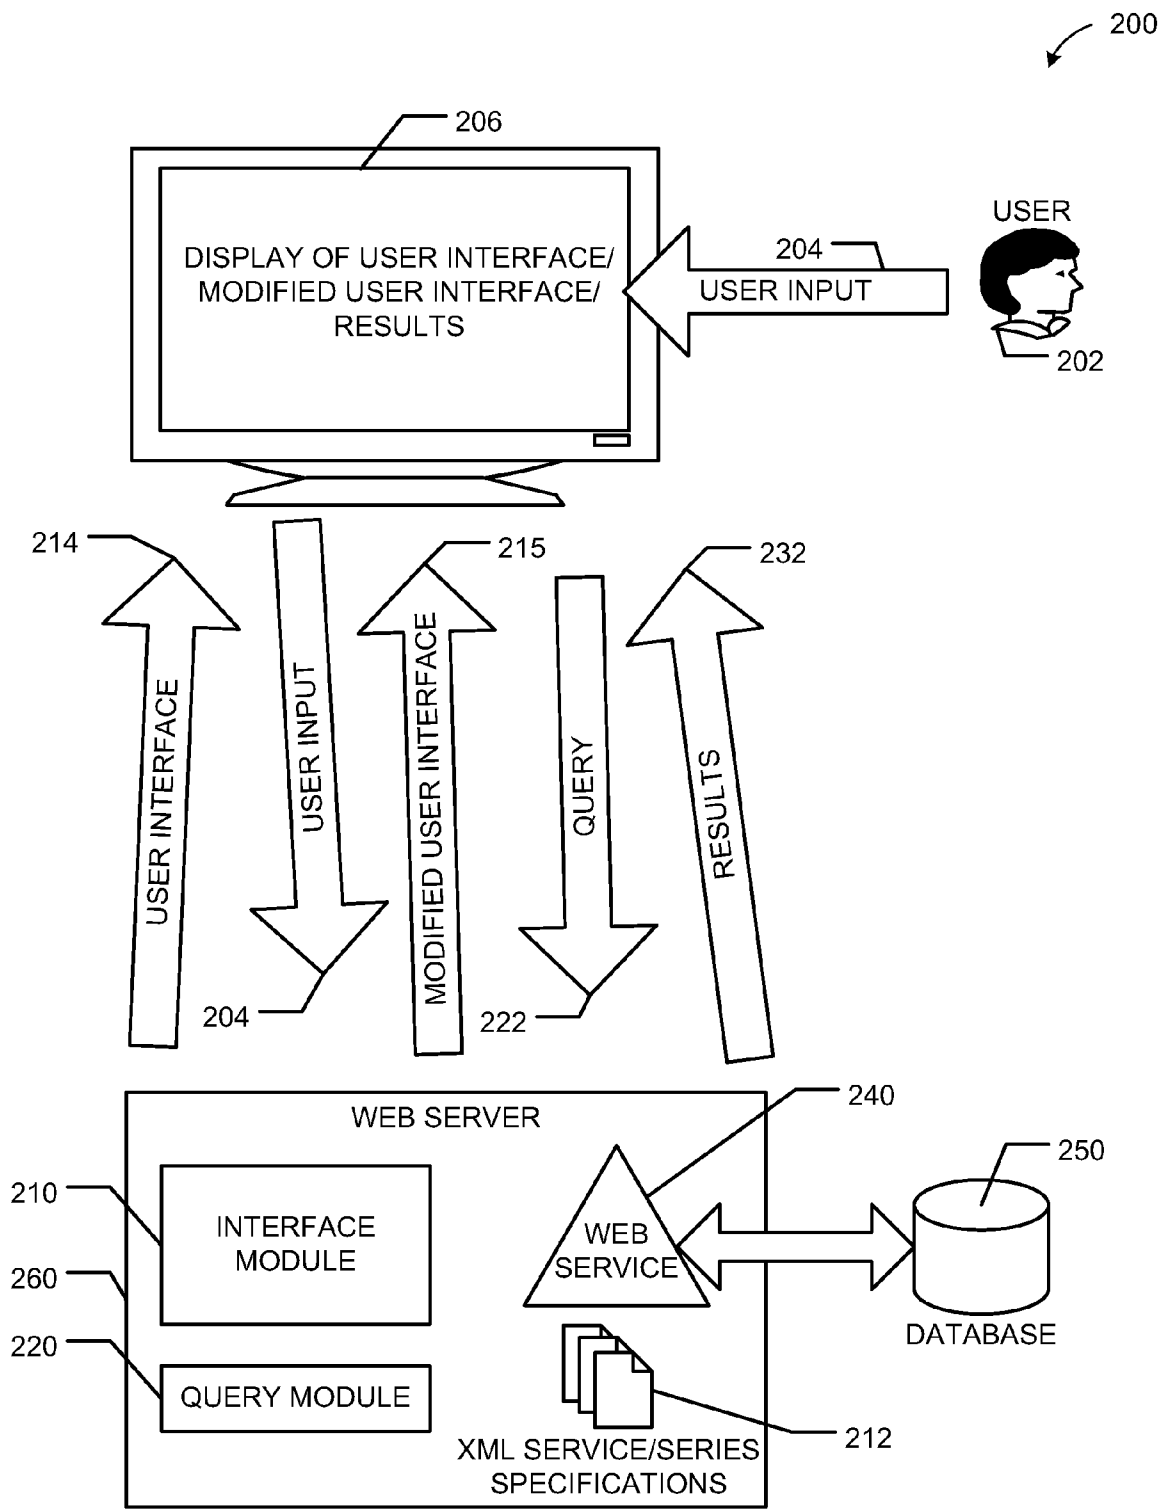 200
206
USER
DISPLAY OF USER INTERFACE/
MODIFIED USER INTERFACE/
RESULTS
204
USER INPUT
202
214
215
232
USER INTERFACE
USER INPUT
MODIFIED USER INTERFACE
QUERY
RESULTS
204
222
WEB SERVER
240
250
210
INTERFACE
MODULE
WEB
SERVICE
260
DATABASE
220
QUERY MODULE
212
XML SERVICE/SERIES
SPECIFICATIONS